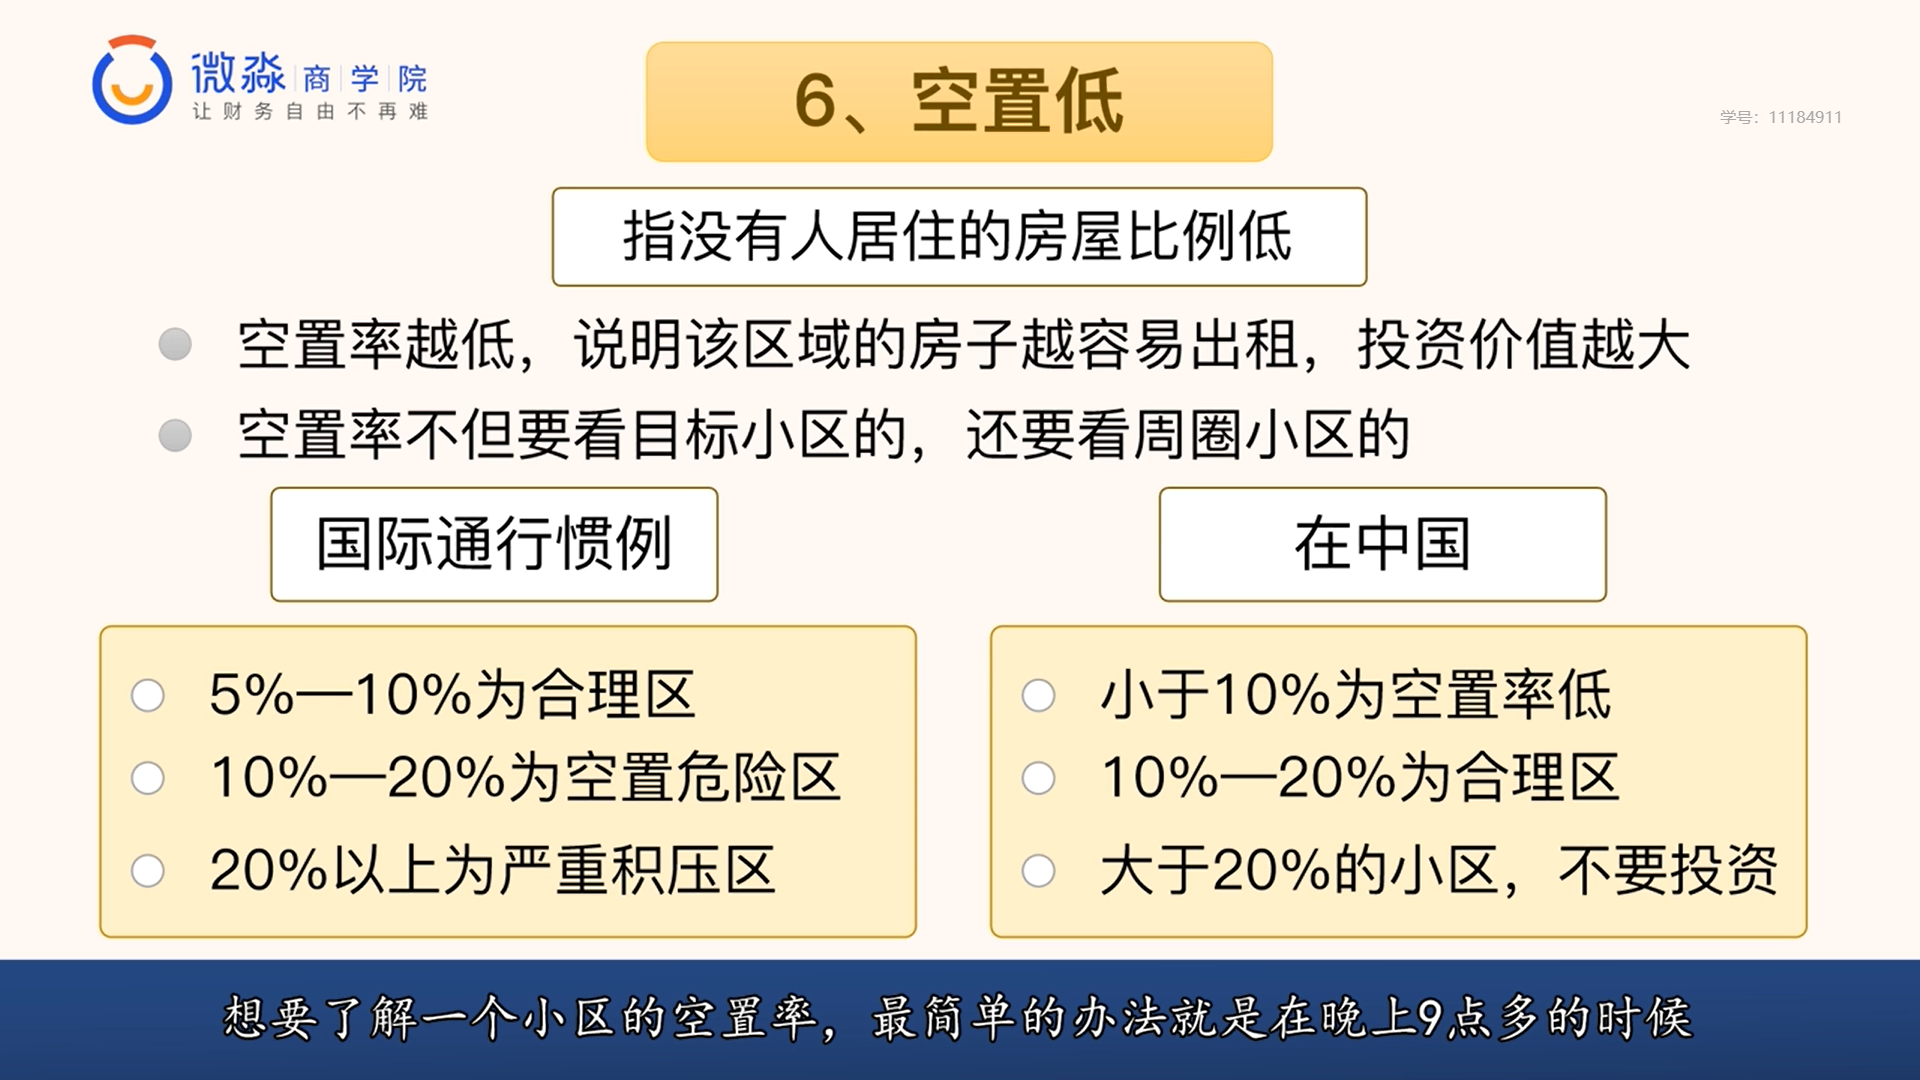 微淼商学院
让财务自由不再难
6、空置低
学号：11184911
指没有人居住的房屋比例低
空置率越低，说明该区域的房子越容易出租，投资价值越大
空置率不但要看目标小区的，还要看周圈小区的
国际通行惯例
5%—10%为合理区
10%—20%为空置危险区
20%以上为严重积压区
在中国
小于10%为空置率低
10%—20%为合理区
大于20%的小区，不要投资
想要了解一个小区的空置率，最简单的办法就是在晚上9点多的时候